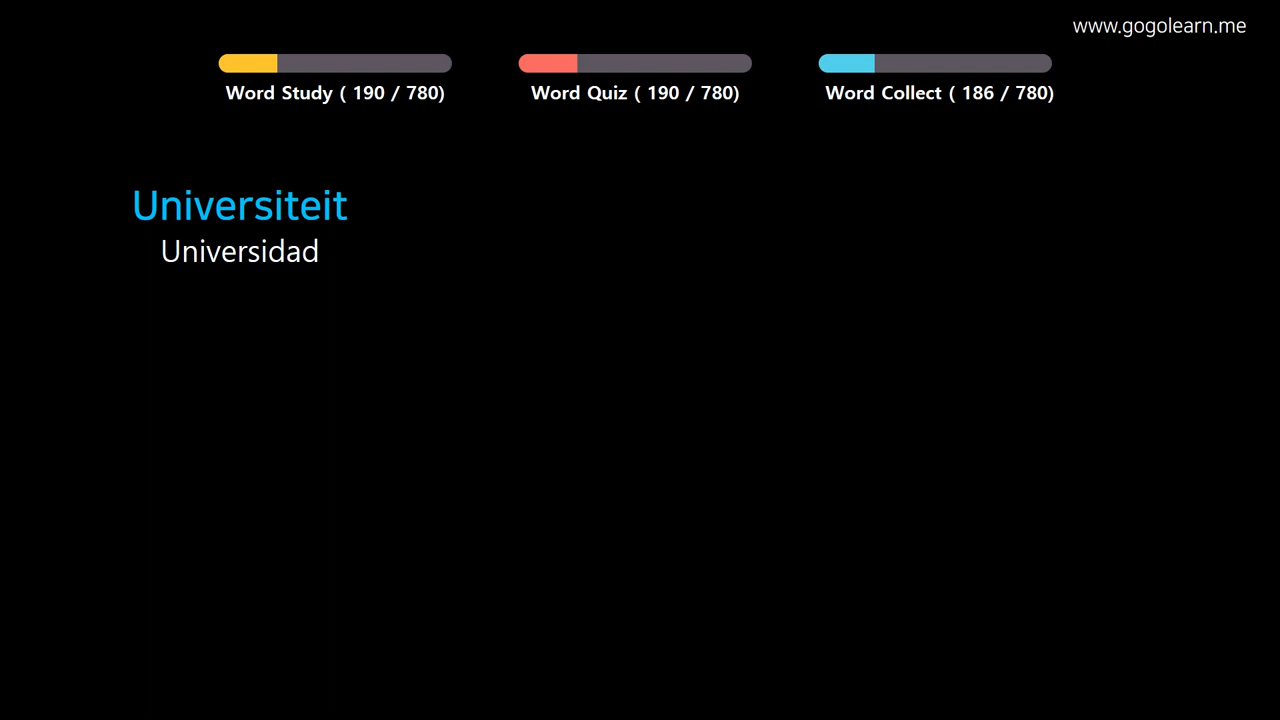 www.gogolearn.me
Word Study ( 190 / 780)
Word Quiz ( 190 / 780)
Word Collect ( 186 / 780)
Universiteit
Universidad